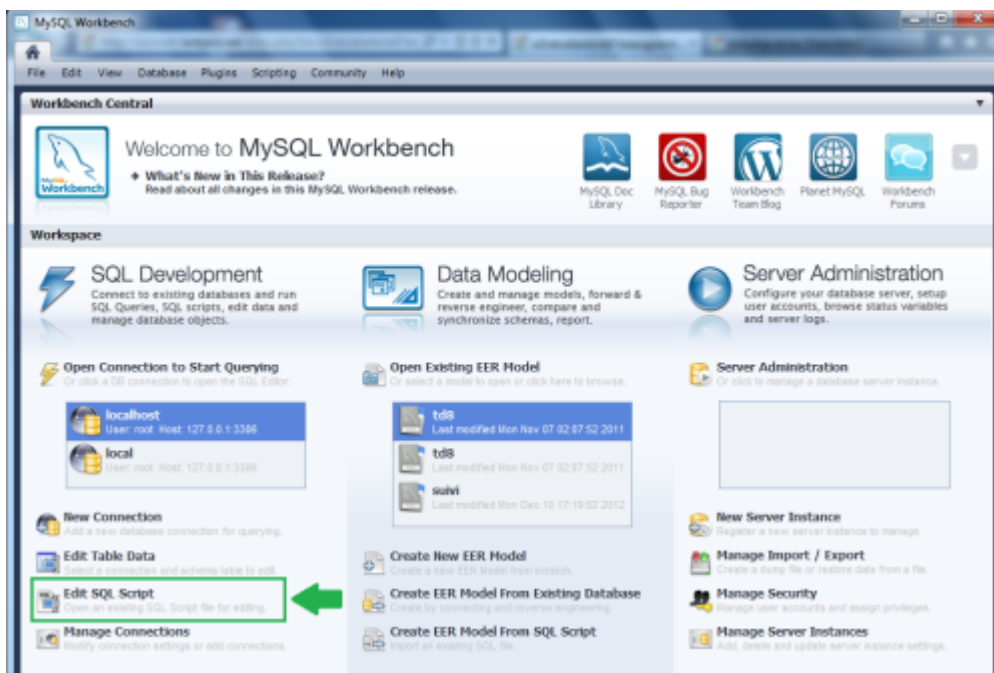 MySQL Workbench
File Edit View Database Plugins Scripting Community Help
Workbench Central
MySQL
Workbench
Welcome to MySQL Workbench
What's New in This Release?
Read about all changes in this MySQL Workbench release.
MySQL Doc
Library
MySQL Bug
Reporter
Workbench
Team Blog
Planet MySQL
Workbench
Forums
Workspace
SQL Development
Connect to existing databases and run
SQL Queries, SQL scripts, edit data and
manage database objects.
Open Connection to Start Querying
Or click a DB connection to open the SQL Editor.
localhost
User: root Host: 127.0.0.1:3306
local
User: root Host: 127.0.0.1:3306
New Connection
Add a new database connection for querying.
Edit Table Data
Select a connection and schema table to edit.
Edit SQL Script
Open an existing SQL Script file for editing.
Manage Connections
Modify connection settings or add connections.
Data Modeling
Create and manage models, forward &
reverse engineer, compare and
synchronize schemas, report.
Open Existing EER Model
Or select a model to open or click here to browse.
td8
Last modified Mon Nov 07 02:07:52 2011
td8
Last modified Mon Nov 07 02:07:52 2011
suivi
Last modified Mon Dec 10 17:19:02 2012
Create New EER Model
Create a new EER Model from scratch.
Create EER Model From Existing Database
Create by connecting and reverse engineering.
Create EER Model From SQL Script
Import an existing SQL file.
Server Administration
Configure your database server, setup
user accounts, browse status variables
and server logs.
Server Administration
Or click to manage a database server instance.
New Server Instance
Register a new server instance to manage.
Manage Import / Export
Create a dump file or restore data from a file.
Manage Security
Manage user accounts and assign privileges.
Manage Server Instances
Add, delete and update server instance settings.